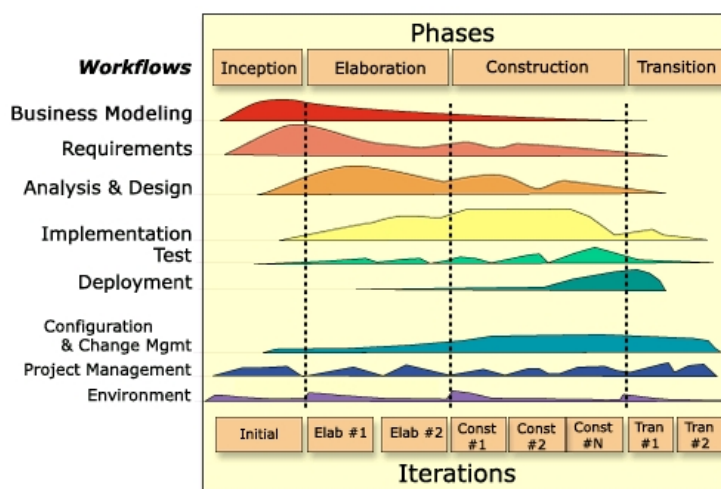 Phases
Workflows
Inception
Elaboration
Construction
Transition
Business Modeling
Requirements
Analysis & Design
Implementation
Test
Deployment
Configuration
& Change Mgmt
Project Management
Environment
Initial
Elab #1
Elab #2
Const
#1
Const
#2
Const
#N
Tran
#1
Tran
#2
Iterations